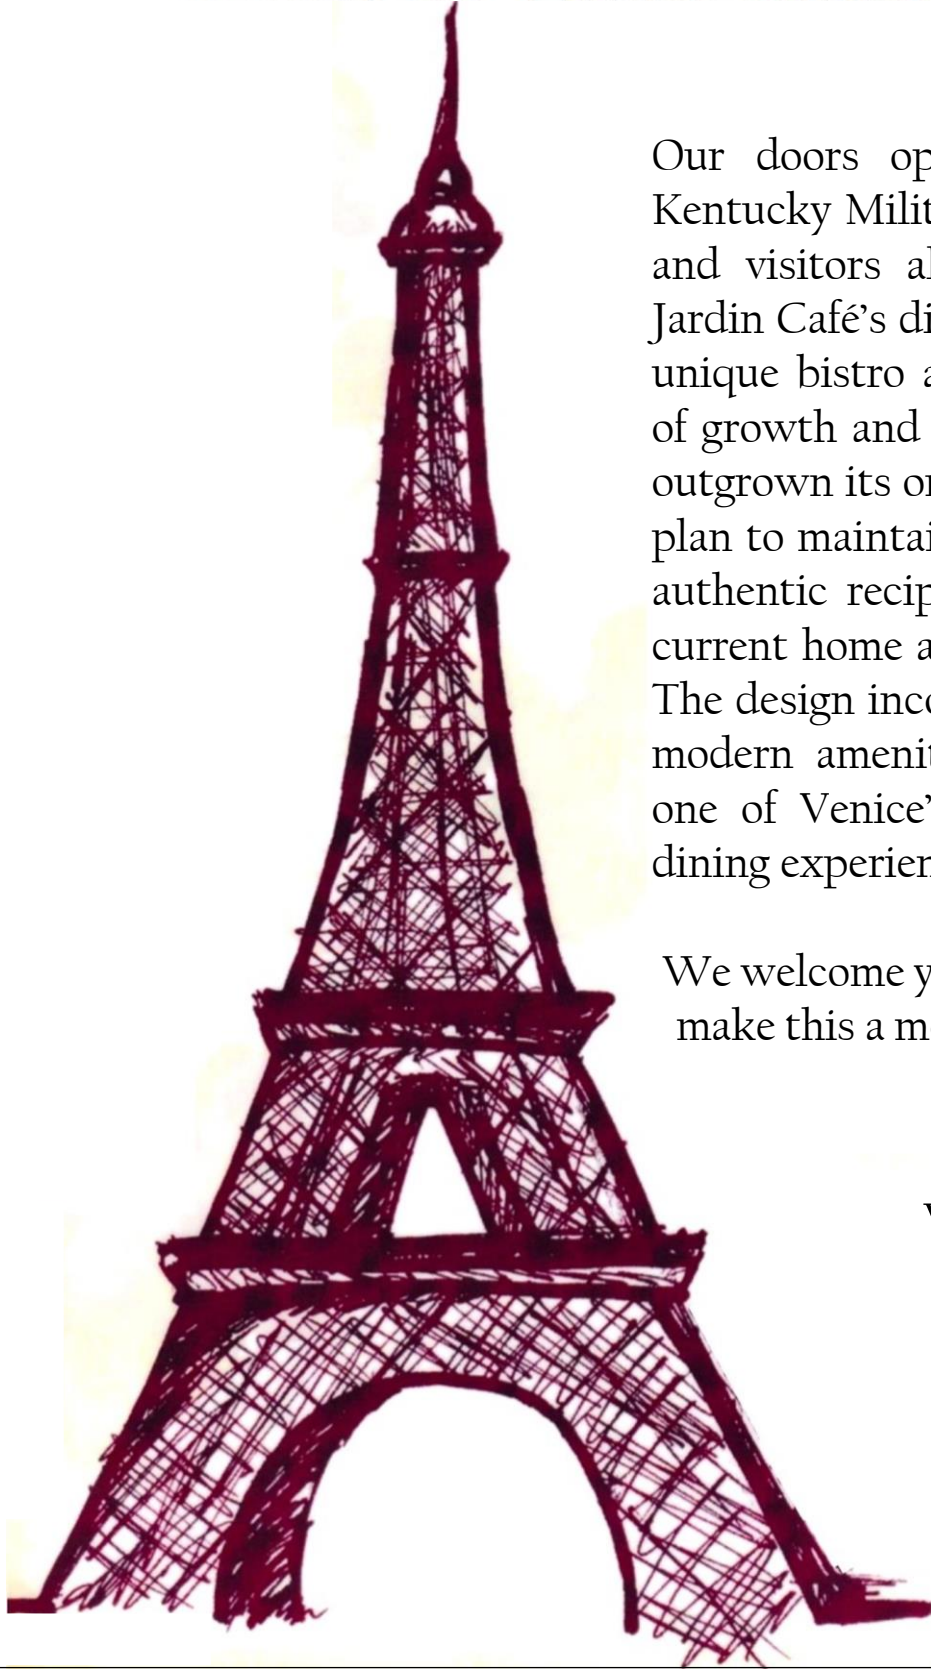 Our doors op
Kentucky Milit
and visitors al
Jardin Café’s di
unique bistro a
of growth and
outgrown its or
plan to maintai
authentic recip
current home a
The design inco
modern amenit
one of Venice’
dining experien
We welcome y
make this a m